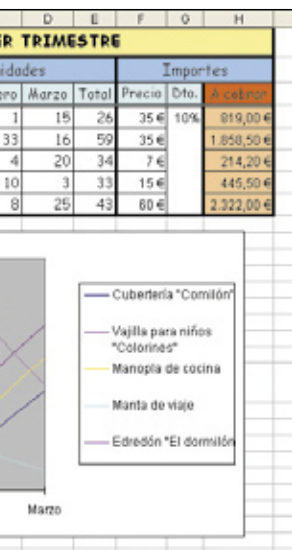 D E F G H
ER TRIMESTRE
idades Importes
ero Marzo Total Precio Dto. A cobrar
1 15 26 35 € 10% 819,00 €
33 16 59 35 € 1.858,50 €
4 20 34 7 € 214,20 €
10 3 33 15 € 445,50 €
8 25 43 60 € 2.322,00 €
Cubertería "Comilón"
Vajilla para niños
"Colorines"
Manopla de cocina
Manta de viaje
Edredón "El dormilón
Marzo